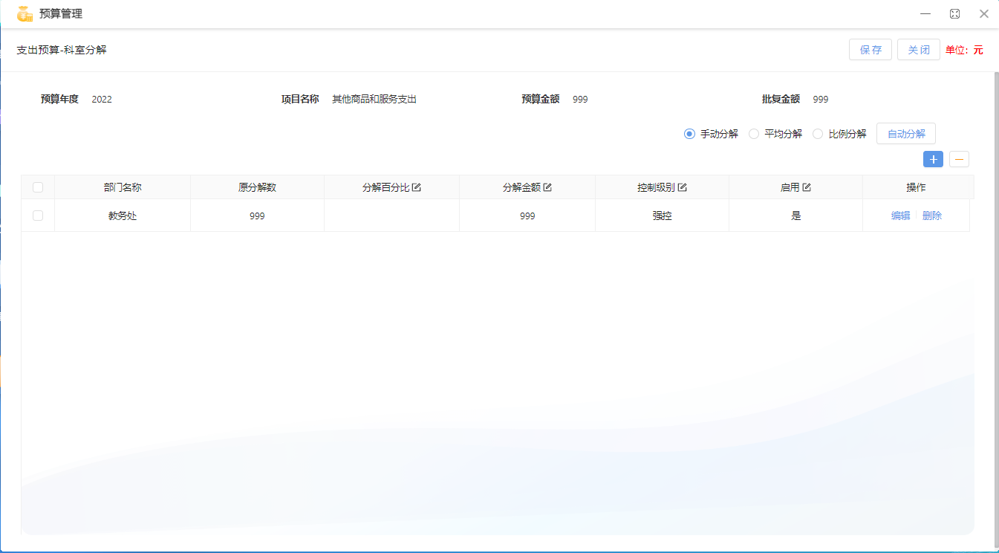 预算管理
支出预算-科室分解 保存 关闭 单位：元
预算年度 2022 项目名称 其他商品和服务支出 预算金额 999 批复金额 999
手动分解 平均分解 比例分解 自动分解
部门名称 原分解数 分解百分比 分解金额 控制级别 启用 操作
教务处 999 999 强控 是 编辑 删除